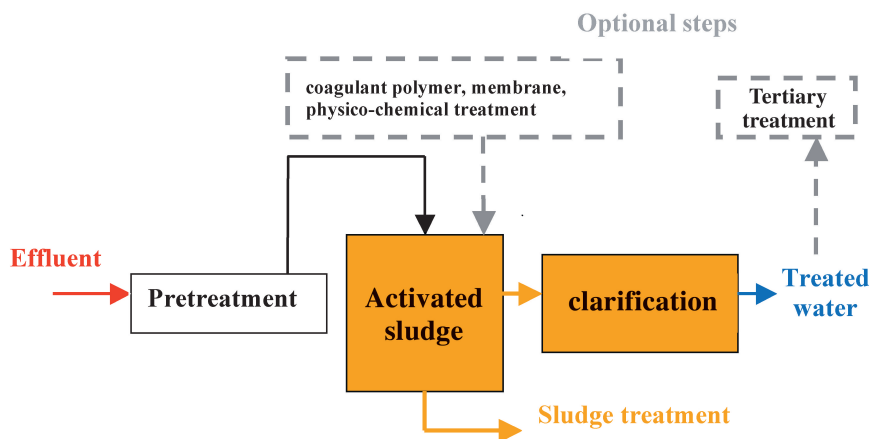 Optional steps
coagulant polymer, membrane,
physico-chemical treatment
Tertiary
treatment
Effluent
Pretreatment
Activated
sludge
clarification
Treated
water
Sludge treatment